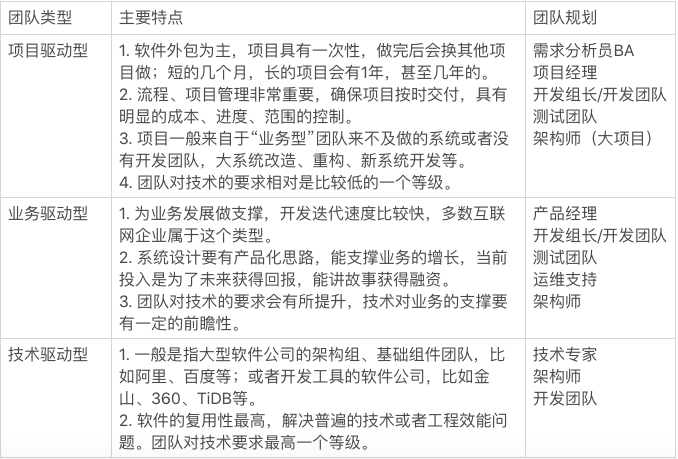 团队类型
主要特点
团队规划
项目驱动型
1. 软件外包为主，项目具有一次性，做完后会换其他项
目做；短的几个月，长的项目会有1年，甚至几年的。
2. 流程、项目管理非常重要，确保项目按时交付，具有
明显的成本、进度、范围的控制。
3. 项目一般来自于“业务型”团队来不及做的系统或者没
有开发团队，大系统改造、重构、新系统开发等。
4. 团队对技术的要求相对是比较低的一个等级。
需求分析员BA
项目经理
开发组长/开发团队
测试团队
架构师（大项目）
业务驱动型
1. 为业务发展做支撑，开发迭代速度比较快，多数互联
网企业属于这个类型。
2. 系统设计要有产品化思路，能支撑业务的增长，当前
投入是为了未来获得回报，能讲故事获得融资。
3. 团队对技术的要求会有所提升，技术对业务的支撑要
有一定的前瞻性。
产品经理
开发组长/开发团队
测试团队
运维支持
架构师
技术驱动型
1. 一般是指大型软件公司的架构组、基础组件团队，比
如阿里、百度等；或者开发工具的软件公司，比如金
山、360、TiDB等。
2. 软件的复用性最高，解决普遍的技术或者工程效能问
题。团队对技术要求最高一个等级。
技术专家
架构师
开发团队